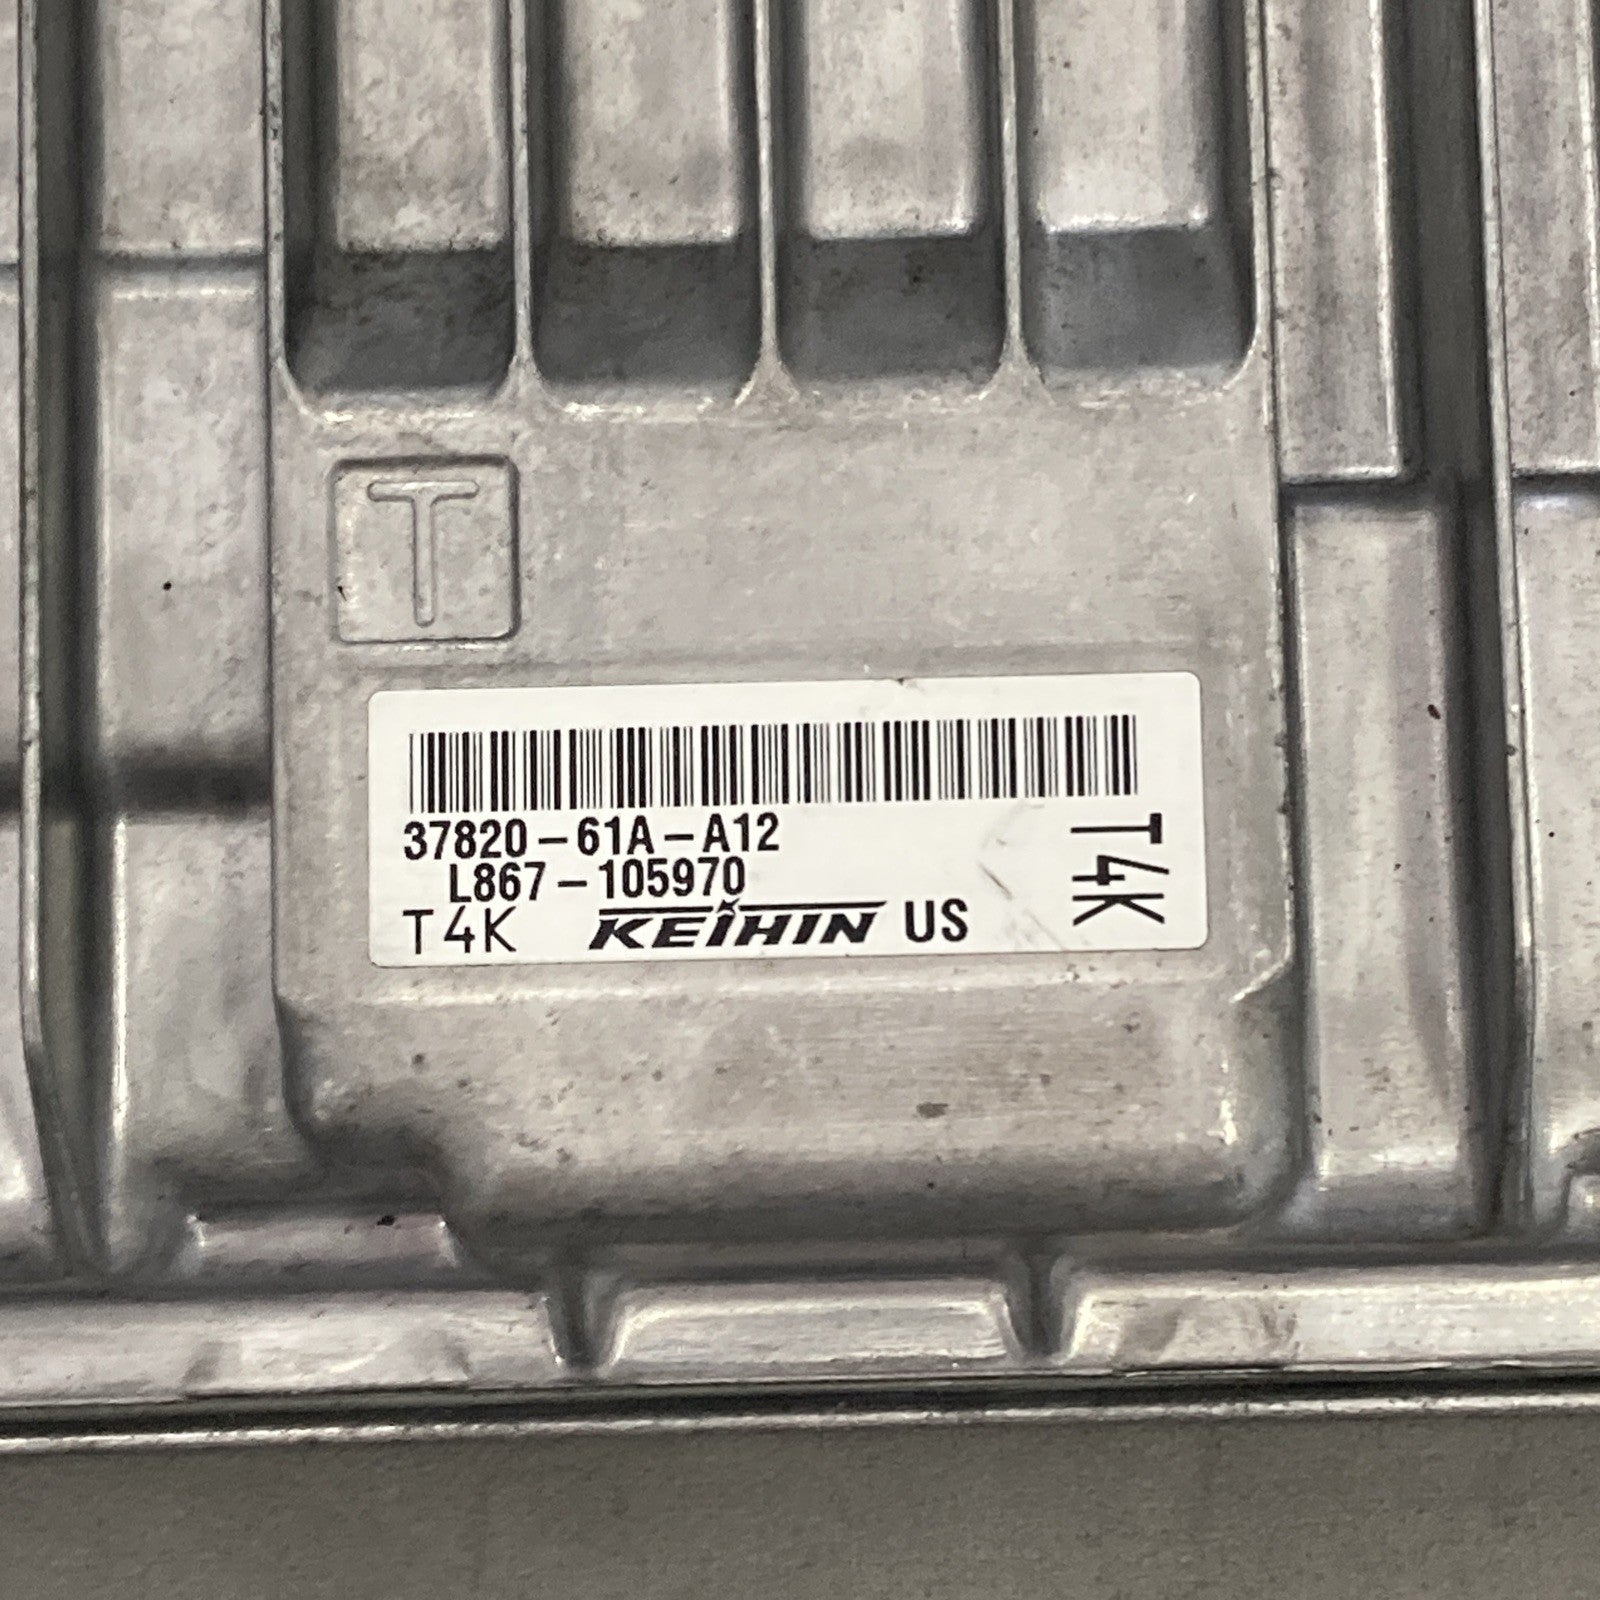 T
37820-61A-A12
L867-105970
T4K KEIHIN US
T4K